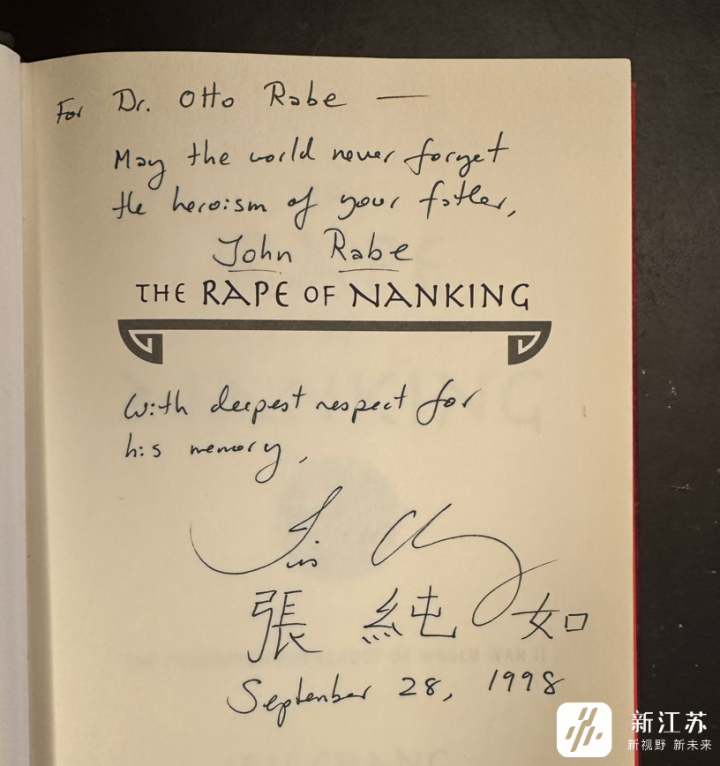 For Dr. Otto Rabe —
May the world never forget
the heroism of your father,
John Rabe
THE RAPE OF NANKING
With deepest respect for
his memory,
Iris Chang
張 純如
September 28, 1998
新江苏
新视野 新未来